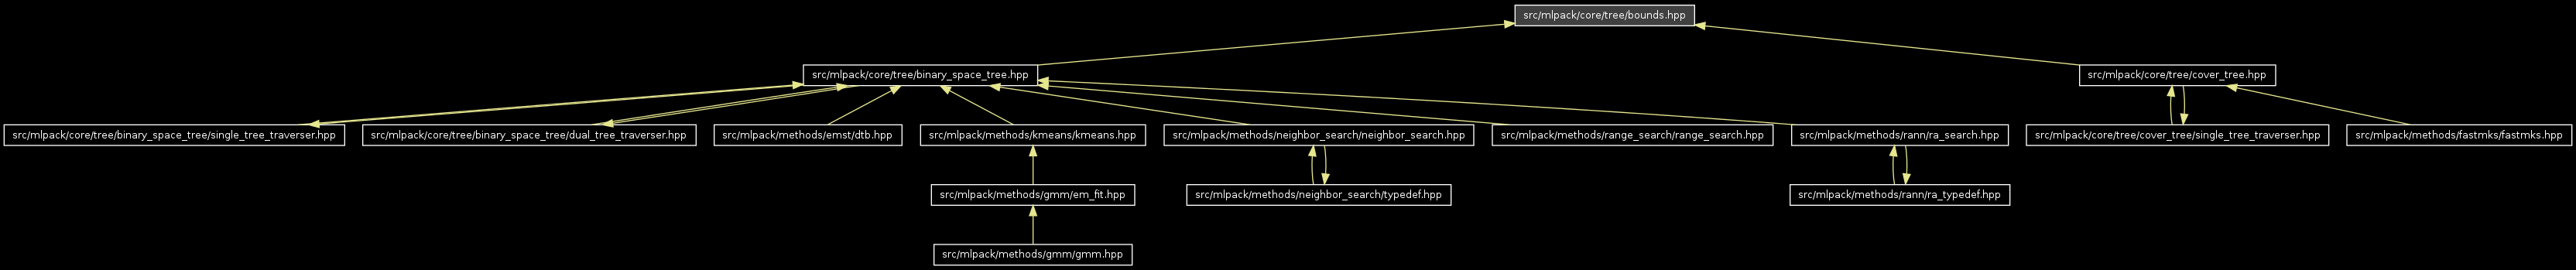 src/mlpack/core/tree/bounds.hpp
src/mlpack/core/tree/binary_space_tree.hpp
src/mlpack/core/tree/cover_tree.hpp
src/mlpack/core/tree/binary_space_tree/single_tree_traverser.hpp
src/mlpack/core/tree/binary_space_tree/dual_tree_traverser.hpp
src/mlpack/methods/emst/dtb.hpp
src/mlpack/methods/kmeans/kmeans.hpp
src/mlpack/methods/neighbor_search/neighbor_search.hpp
src/mlpack/methods/range_search/range_search.hpp
src/mlpack/methods/rann/ra_search.hpp
src/mlpack/core/tree/cover_tree/single_tree_traverser.hpp
src/mlpack/methods/fastmks/fastmks.hpp
src/mlpack/methods/gmm/em_fit.hpp
src/mlpack/methods/neighbor_search/typedef.hpp
src/mlpack/methods/rann/ra_typedef.hpp
src/mlpack/methods/gmm/gmm.hpp